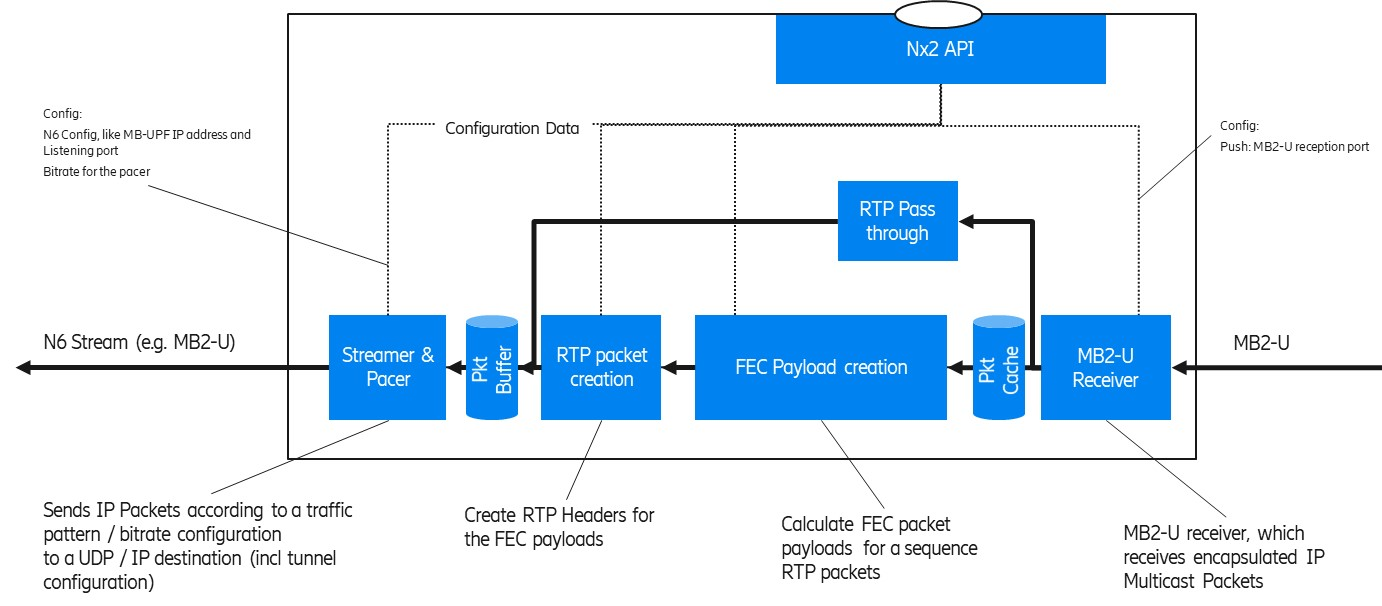 Nx2 API
Config:
N6 Config, like MB-UPF IP address and
Listening port
Bitrate for the pacer
Configuration Data
Config:
Push: MB2-U reception port
RTP Pass
through
N6 Stream (e.g. MB2-U)
Streamer &
Pacer
Pkt
Buffer
RTP packet
creation
FEC Payload creation
Pkt
Cache
MB2-U
Receiver
MB2-U
Sends IP Packets according to a traffic
pattern / bitrate configuration
to a UDP / IP destination (incl tunnel
configuration)
Create RTP Headers for
the FEC payloads
Calculate FEC packet
payloads for a sequence
RTP packets
MB2-U receiver, which
receives encapsulated IP
Multicast Packets